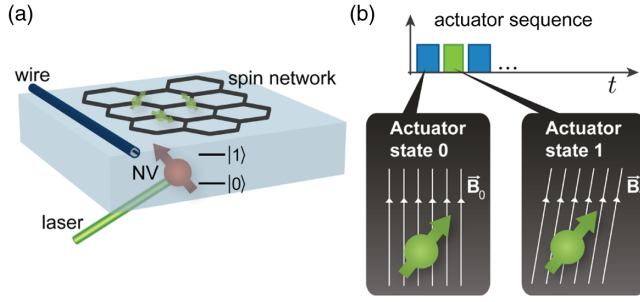 (a)
wire
spin network
NV
|1⟩
|0⟩
laser
(b)
actuator sequence
...
t
Actuator
state 0
B₀
Actuator
state 1
B